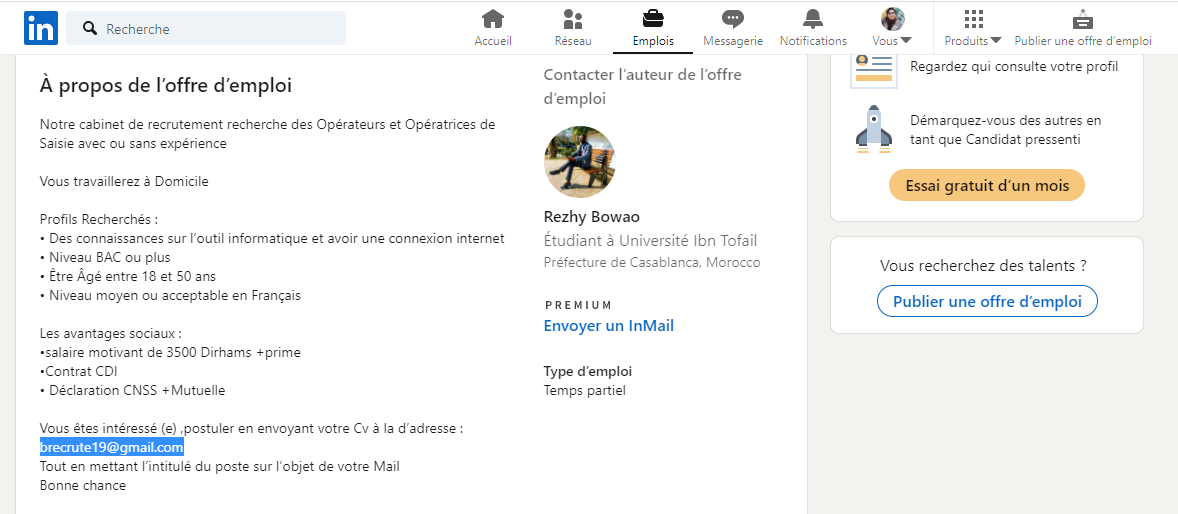 in
Recherche
Accueil
Réseau
Emplois
Messagerie
Notifications
Vous
Produits
Publier une offre d'emploi
À propos de l'offre d'emploi
Notre cabinet de recrutement recherche des Opérateurs et Opératrices de
Saisie avec ou sans expérience
Vous travaillerez à Domicile
Profils Recherchés :
• Des connaissances sur l'outil informatique et avoir une connexion internet
• Niveau BAC ou plus
• Être Âgé entre 18 et 50 ans
• Niveau moyen ou acceptable en Français
Les avantages sociaux :
•salaire motivant de 3500 Dirhams +prime
•Contrat CDI
• Déclaration CNSS +Mutuelle
Vous êtes intéressé (e) ,postuler en envoyant votre Cv à la d'adresse :
brecrute19@gmail.com
Tout en mettant l'intitulé du poste sur l'objet de votre Mail
Bonne chance
Contacter l'auteur de l'offre
d'emploi
Rezhy Bowao
Étudiant à Université Ibn Tofail
Préfecture de Casablanca, Morocco
PREMIUM
Envoyer un InMail
Type d'emploi
Temps partiel
Regardez qui consulte votre profil
Démarquez-vous des autres en
tant que Candidat pressenti
Essai gratuit d'un mois
Vous recherchez des talents ?
Publier une offre d'emploi